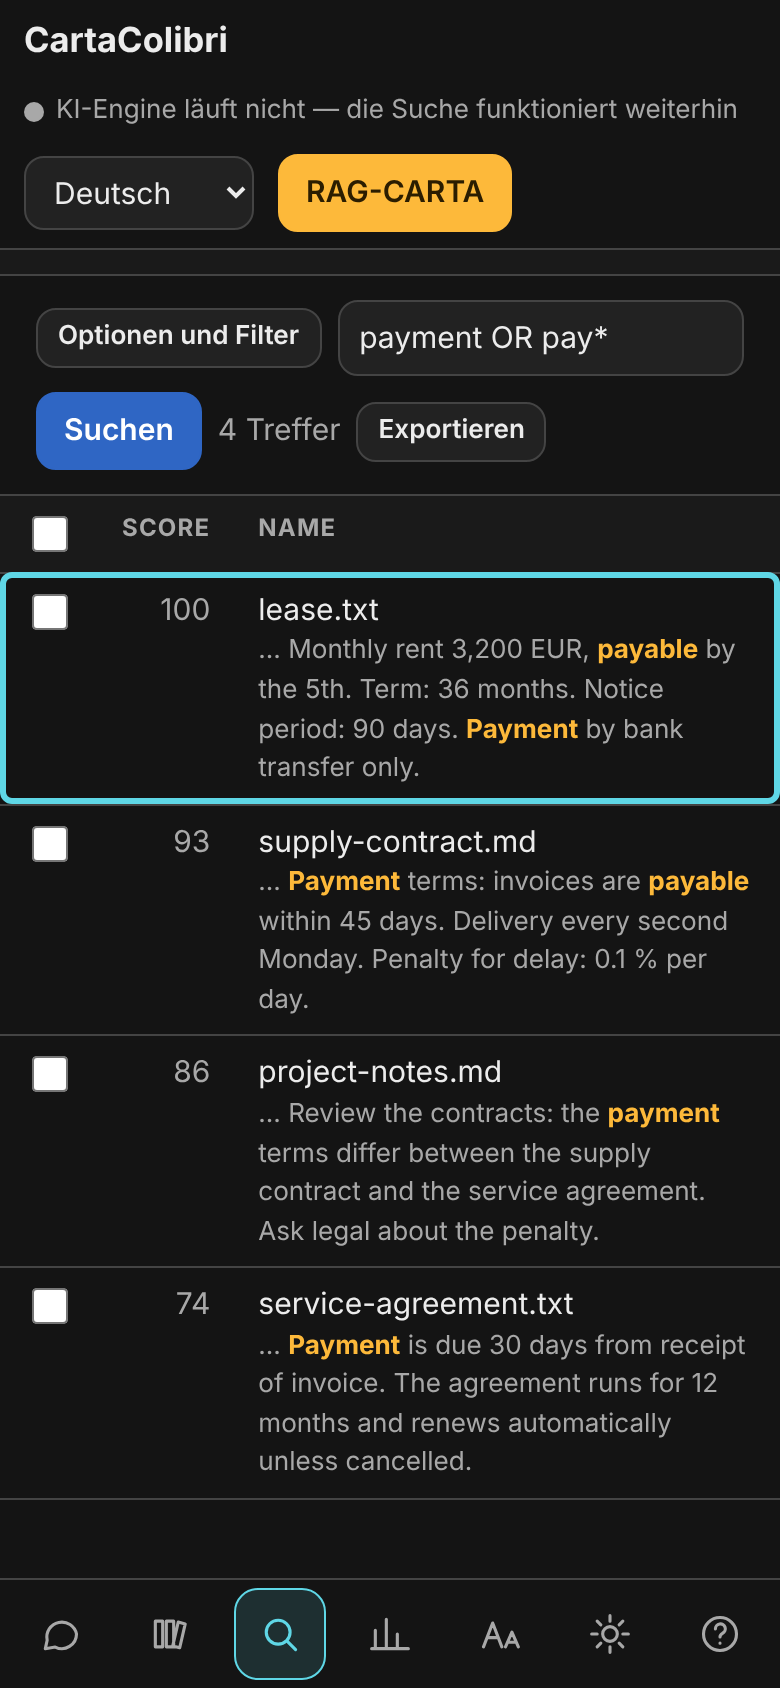 CartaColibri
KI-Engine läuft nicht — die Suche funktioniert weiterhin
Deutsch
RAG-CARTA
Optionen und Filter
payment OR pay*
Suchen
4 Treffer
Exportieren
SCORE NAME
100 lease.txt
... Monthly rent 3,200 EUR, payable by
the 5th. Term: 36 months. Notice
period: 90 days. Payment by bank
transfer only.
93 supply-contract.md
... Payment terms: invoices are payable
within 45 days. Delivery every second
Monday. Penalty for delay: 0.1 % per
day.
86 project-notes.md
... Review the contracts: the payment
terms differ between the supply
contract and the service agreement.
Ask legal about the penalty.
74 service-agreement.txt
... Payment is due 30 days from receipt
of invoice. The agreement runs for 12
months and renews automatically
unless cancelled.
AA
?